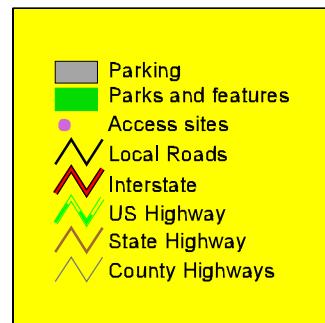 Parking
Parks and features
Access sites
Local Roads
Interstate
US Highway
State Highway
County Highways